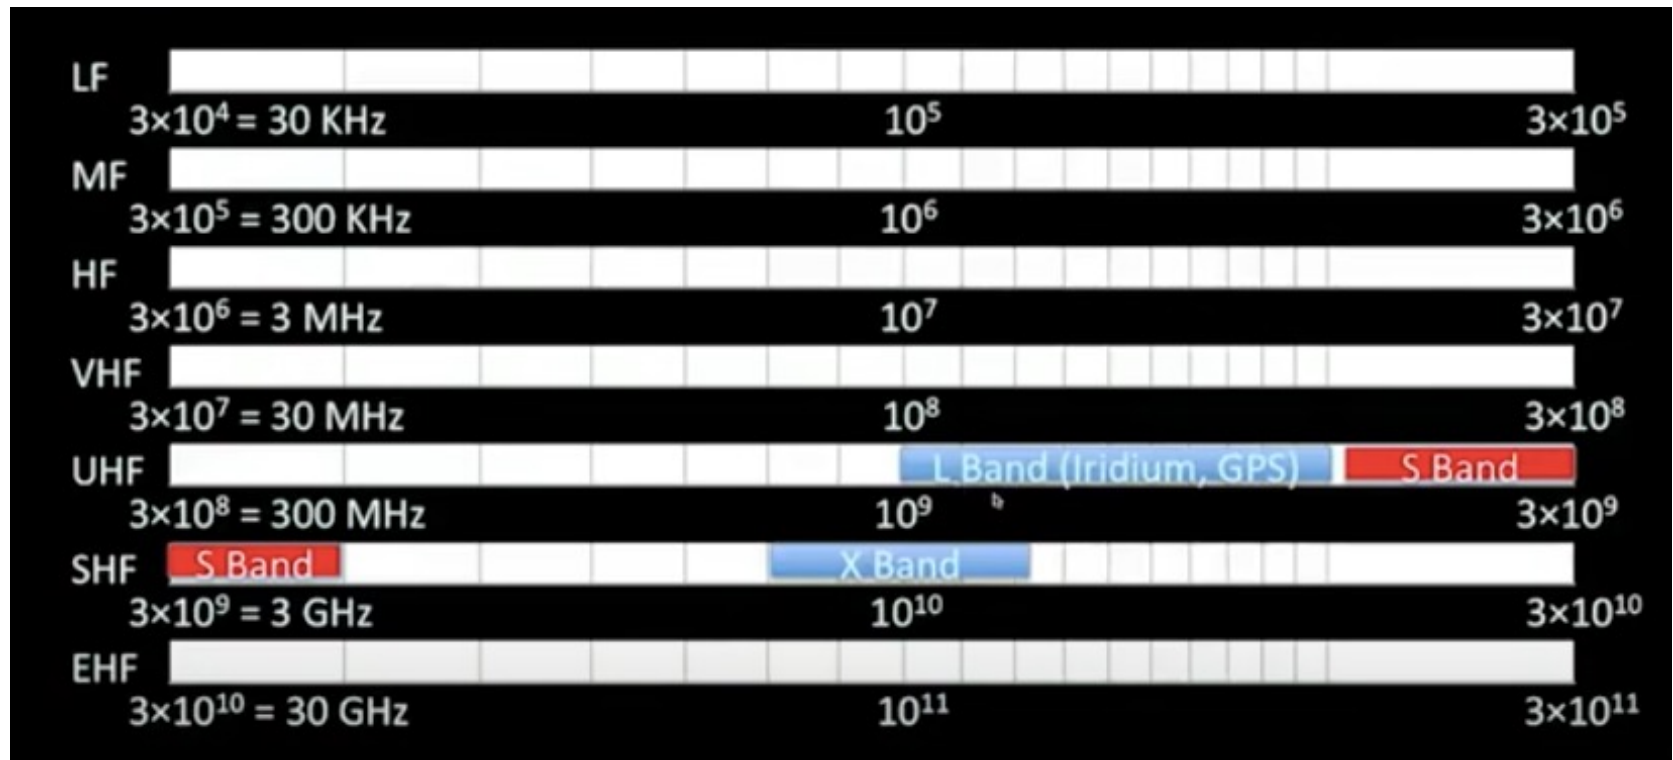 LF
3×10⁴ = 30 KHz 10⁵ 3×10⁵
MF
3×10⁵ = 300 KHz 10⁶ 3×10⁶
HF
3×10⁶ = 3 MHz 10⁷ 3×10⁷
VHF
3×10⁷ = 30 MHz 10⁸ 3×10⁸
UHF L Band (Iridium, GPS) S Band
3×10⁸ = 300 MHz 10⁹ 3×10⁹
SHF S Band X Band
3×10⁹ = 3 GHz 10¹⁰ 3×10¹⁰
EHF
3×10¹⁰ = 30 GHz 10¹¹ 3×10¹¹